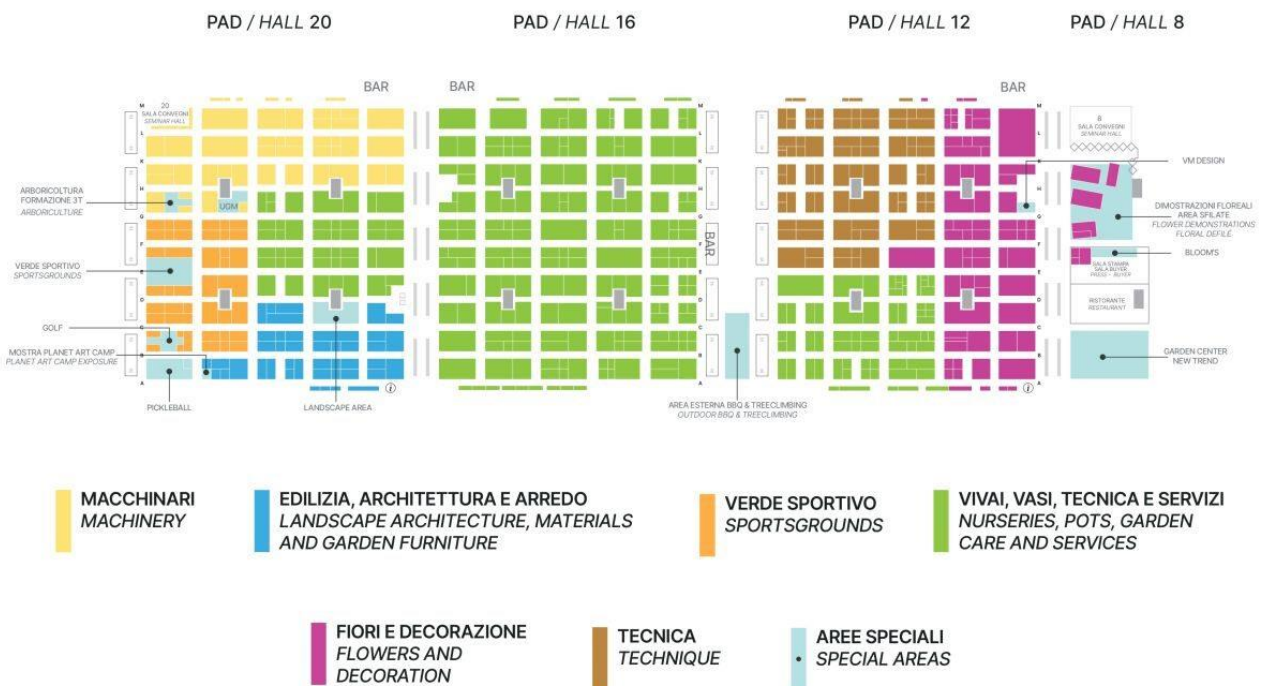 PAD / HALL 20
PAD / HALL 16
PAD / HALL 12
PAD / HALL 8
BAR
BAR
BAR
20
SALA CONVEGNI
SEMINAR HALL
8
SALA CONVEGNI
SEMINAR HALL
M
L
K
H
G
F
E
D
C
B
A
M
L
K
H
G
F
E
D
C
B
A
M
L
K
H
G
F
E
D
C
B
A
VM DESIGN
ARBORICOLTURA
FORMAZIONE 3T
ARBORICULTURE
UGM
DIMOSTRAZIONI FLOREALI
AREA SFILATE
FLOWER DEMONSTRATIONS
FLORAL DEFILÉ
BAR
BLOOM'S
VERDE SPORTIVO
SPORTSGROUNDS
SALA STAMPA
SALA BUYER
PRESS - BUYER
RISTORANTE
RESTAURANT
GOLF
MOSTRA PLANET ART CAMP
PLANET ART CAMP EXPOSURE
GARDEN CENTER
NEW TREND
i
i
PICKLEBALL
LANDSCAPE AREA
AREA ESTERNA BBQ & TREECLIMBING
OUTDOOR BBQ & TREECLIMBING
MACCHINARI
MACHINERY
EDILIZIA, ARCHITETTURA E ARREDO
LANDSCAPE ARCHITECTURE, MATERIALS
AND GARDEN FURNITURE
VERDE SPORTIVO
SPORTSGROUNDS
VIVAI, VASI, TECNICA E SERVIZI
NURSERIES, POTS, GARDEN
CARE AND SERVICES
FIORI E DECORAZIONE
FLOWERS AND
DECORATION
TECNICA
TECHNIQUE
AREE SPECIALI
SPECIAL AREAS